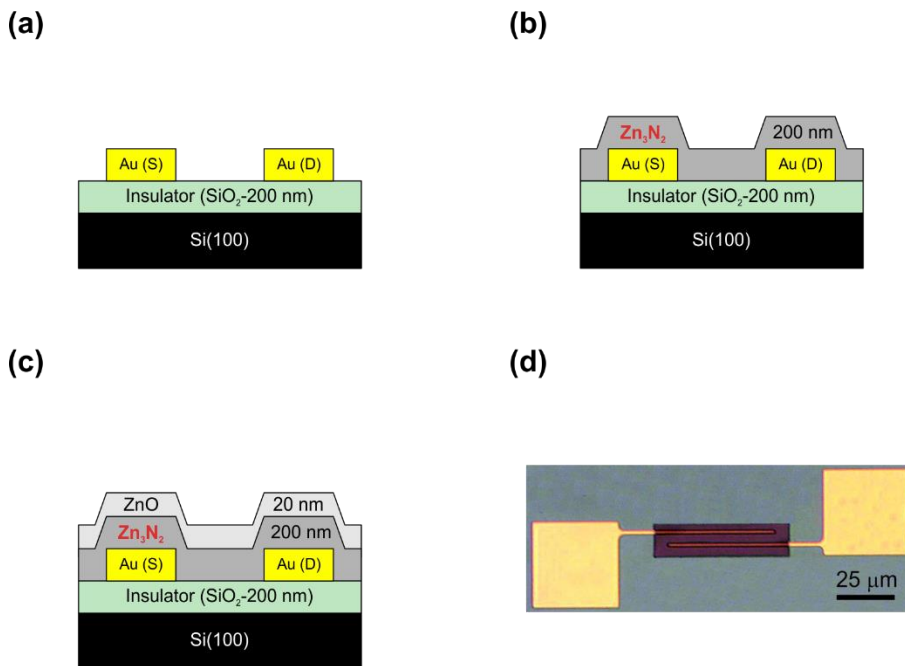 (a)
Au (S)
Au (D)
Insulator (SiO₂-200 nm)
Si(100)
(b)
Zn₃N₂
200 nm
Au (S)
Au (D)
Insulator (SiO₂-200 nm)
Si(100)
(c)
ZnO
20 nm
Zn₃N₂
200 nm
Au (S)
Au (D)
Insulator (SiO₂-200 nm)
Si(100)
(d)
25 μm